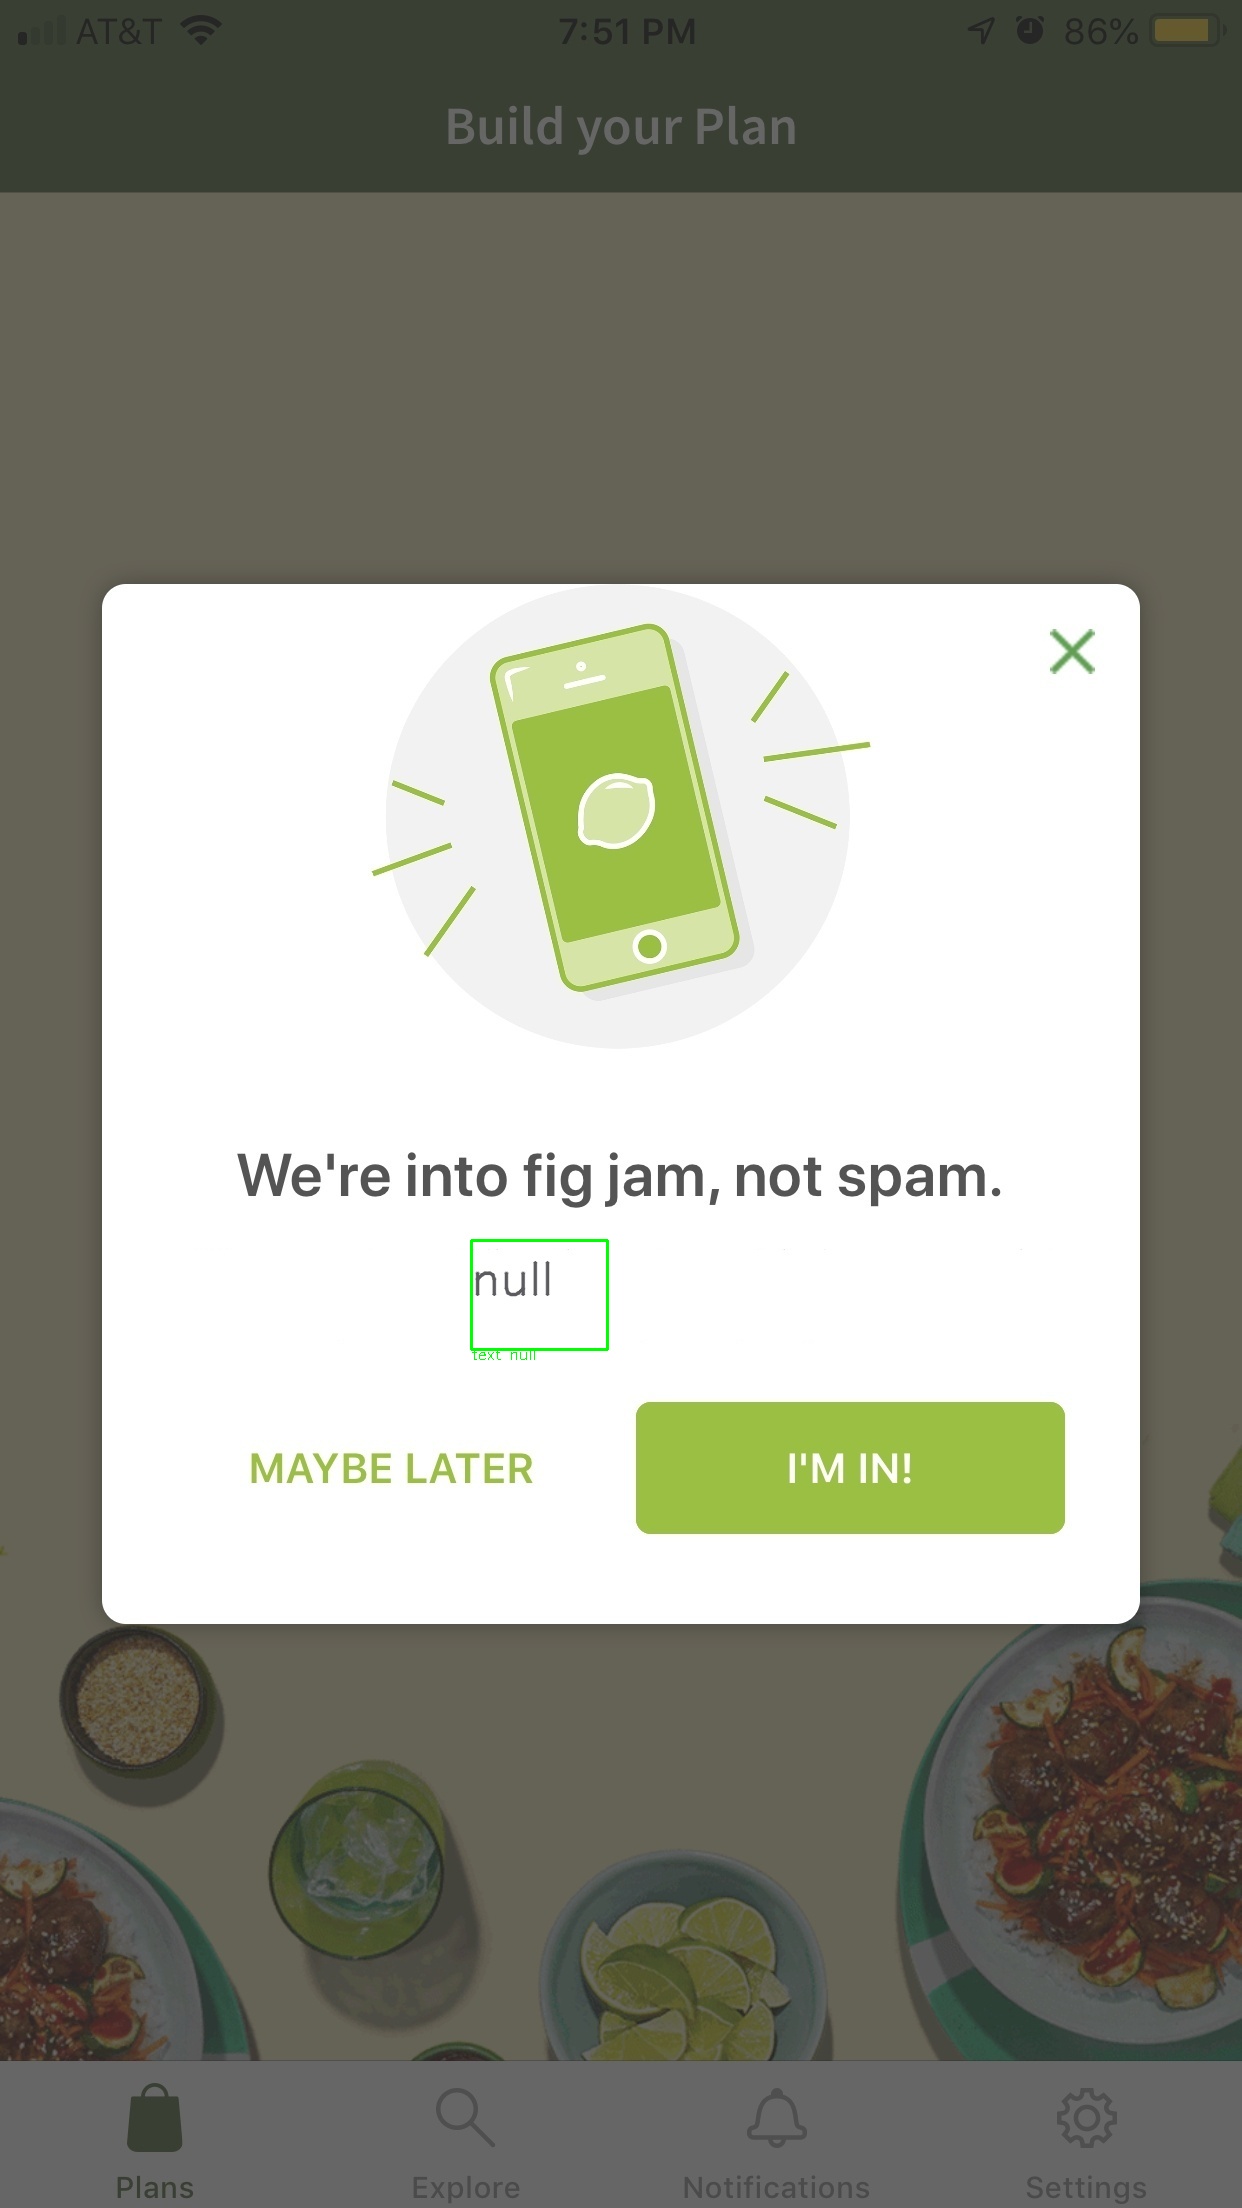 AT&T
7:51 PM
86%
Build your Plan
We're into fig jam, not spam.
null
text null
MAYBE LATER
I'M IN!
Plans
Explore
Notifications
Settings